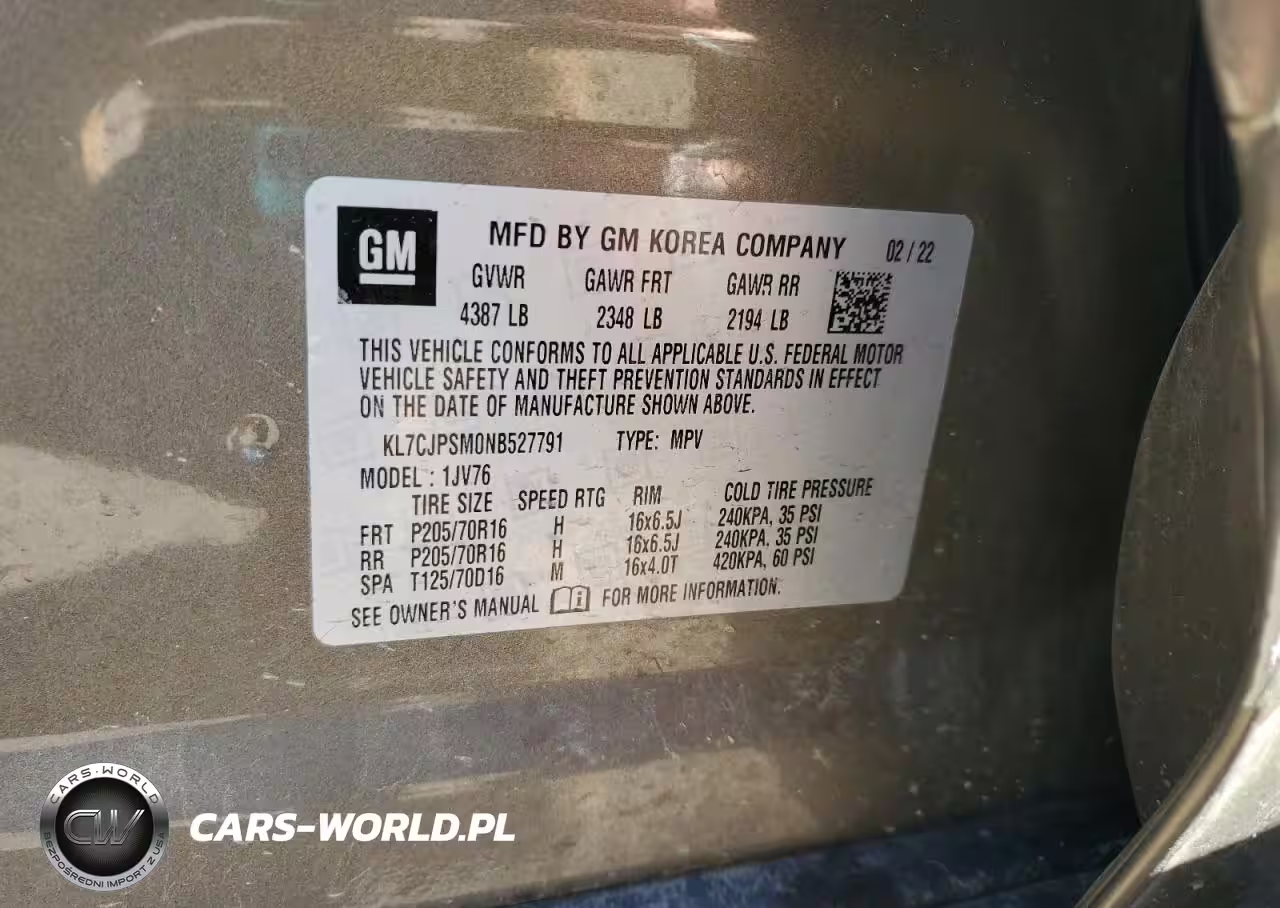 GM
MFD BY GM KOREA COMPANY 02 / 22
GVWR GAWR FRT GAWR RR
4387 LB 2348 LB 2194 LB
THIS VEHICLE CONFORMS TO ALL APPLICABLE U.S. FEDERAL MOTOR
VEHICLE SAFETY AND THEFT PREVENTION STANDARDS IN EFFECT
ON THE DATE OF MANUFACTURE SHOWN ABOVE.
KL7CJPSM0NB527791 TYPE: MPV
MODEL : 1JV76
TIRE SIZE SPEED RTG RIM COLD TIRE PRESSURE
FRT P205/70R16 H 16x6.5J 240KPA, 35 PSI
RR P205/70R16 H 16x6.5J 240KPA, 35 PSI
SPA T125/70D16 M 16x4.0T 420KPA, 60 PSI
SEE OWNER'S MANUAL FOR MORE INFORMATION.
CARS-WORLD
CW
BEZPOŚREDNI IMPORT Z USA
CARS-WORLD.PL